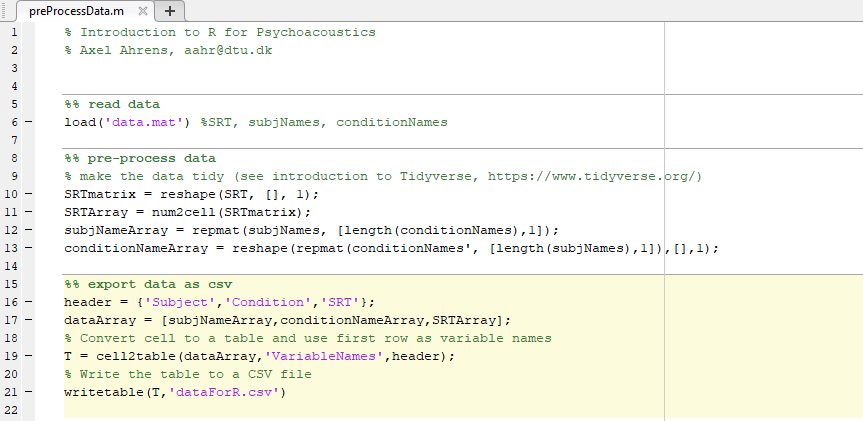 preProcessData.m × +
1 % Introduction to R for Psychoacoustics
2 % Axel Ahrens, aahr@dtu.dk
3
4
5 %% read data
6 – load('data.mat') %SRT, subjNames, conditionNames
7
8 %% pre-process data
9 % make the data tidy (see introduction to Tidyverse, https://www.tidyverse.org/)
10 – SRTmatrix = reshape(SRT, [], 1);
11 – SRTArray = num2cell(SRTmatrix);
12 – subjNameArray = repmat(subjNames, [length(conditionNames),1]);
13 – conditionNameArray = reshape(repmat(conditionNames', [length(subjNames),1]),[],1);
14
15 %% export data as csv
16 – header = {'Subject','Condition','SRT'};
17 – dataArray = [subjNameArray,conditionNameArray,SRTArray];
18 % Convert cell to a table and use first row as variable names
19 – T = cell2table(dataArray,'VariableNames',header);
20 % Write the table to a CSV file
21 – writetable(T,'dataForR.csv')
22